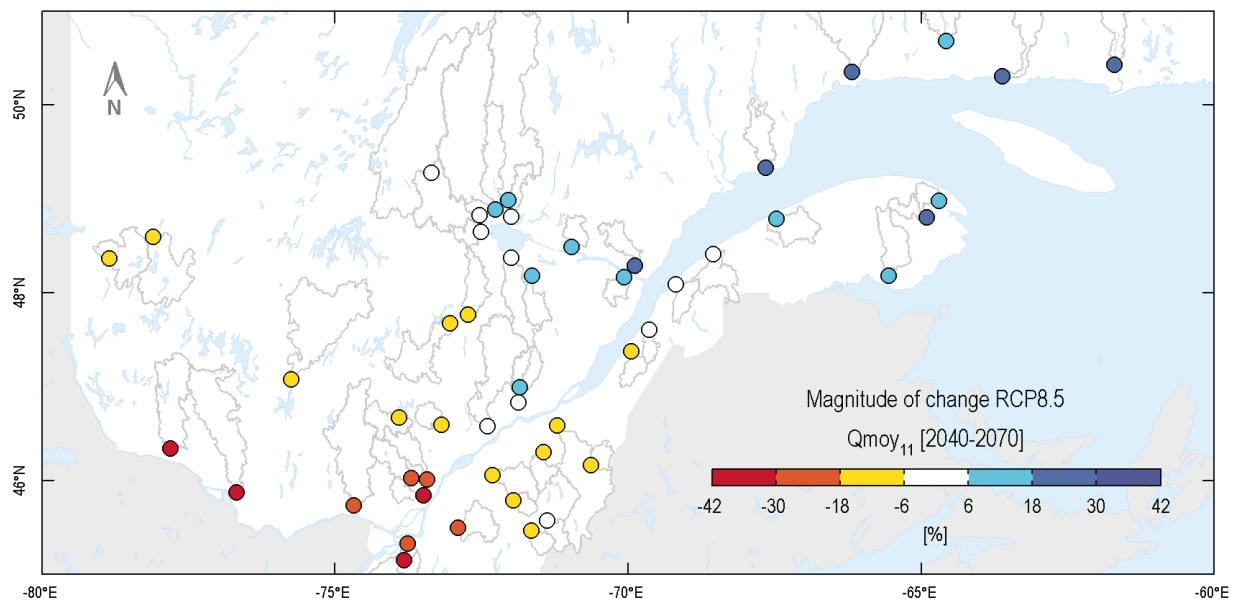 50°N
48°N
46°N
N
Magnitude of change RCP8.5
Qmoy11 [2040-2070]
-42 -30 -18 -6 6 18 30 42
[%]
-80°E -75°E -70°E -65°E -60°E